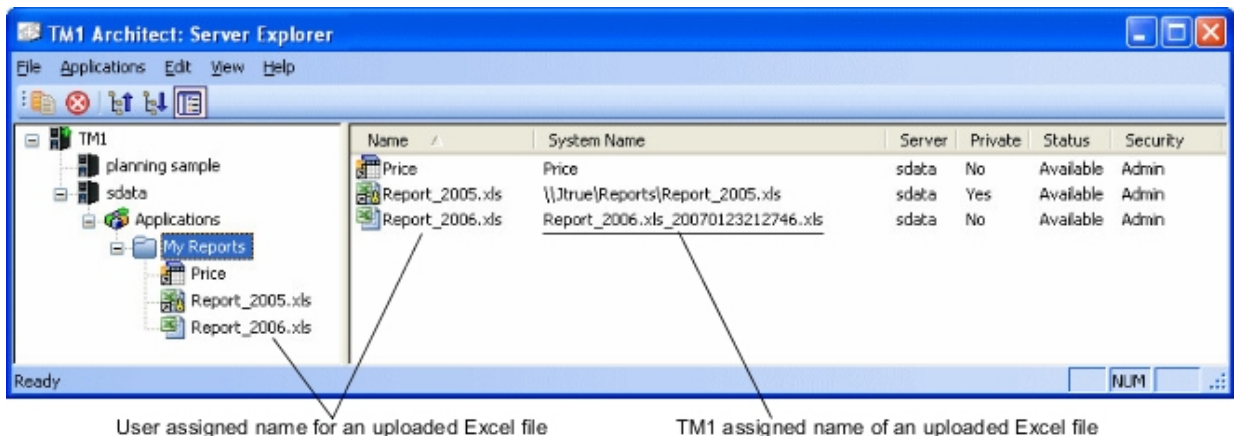 TM1 Architect: Server Explorer
File Applications Edit View Help
TM1
planning sample
sdata
Applications
My Reports
Price
Report_2005.xls
Report_2006.xls
Name System Name Server Private Status Security
Price Price sdata No Available Admin
Report_2005.xls \\Jtrue\Reports\Report_2005.xls sdata Yes Available Admin
Report_2006.xls Report_2006.xls_20070123212746.xls sdata No Available Admin
Ready NUM
User assigned name for an uploaded Excel file TM1 assigned name of an uploaded Excel file